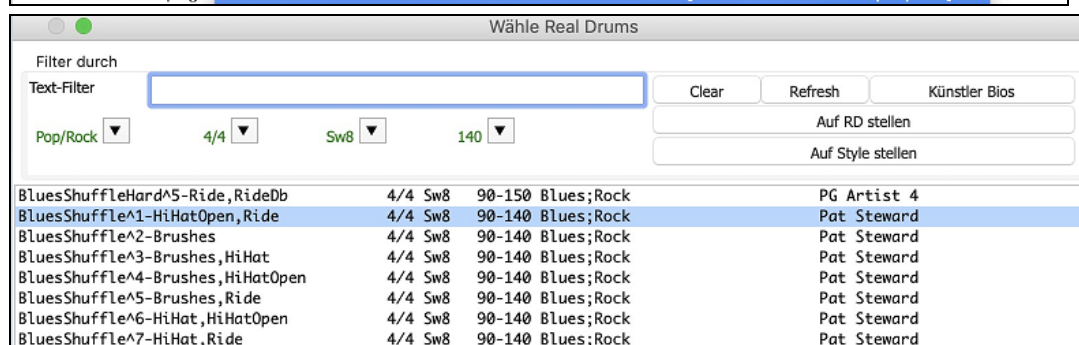 Wähle Real Drums
Filter durch
Text-Filter
Clear Refresh Künstler Bios
Auf RD stellen
Pop/Rock 4/4 Sw8 140
Auf Style stellen
BluesShuffleHard^5-Ride,RideDb 4/4 Sw8 90-150 Blues;Rock PG Artist 4
BluesShuffle^1-HiHatOpen,Ride 4/4 Sw8 90-140 Blues;Rock Pat Steward
BluesShuffle^2-Brushes 4/4 Sw8 90-140 Blues;Rock Pat Steward
BluesShuffle^3-Brushes,HiHat 4/4 Sw8 90-140 Blues;Rock Pat Steward
BluesShuffle^4-Brushes,HiHatOpen 4/4 Sw8 90-140 Blues;Rock Pat Steward
BluesShuffle^5-Brushes,Ride 4/4 Sw8 90-140 Blues;Rock Pat Steward
BluesShuffle^6-HiHat,HiHatOpen 4/4 Sw8 90-140 Blues;Rock Pat Steward
BluesShuffle^7-HiHat,Ride 4/4 Sw8 90-140 Blues;Rock Pat Steward